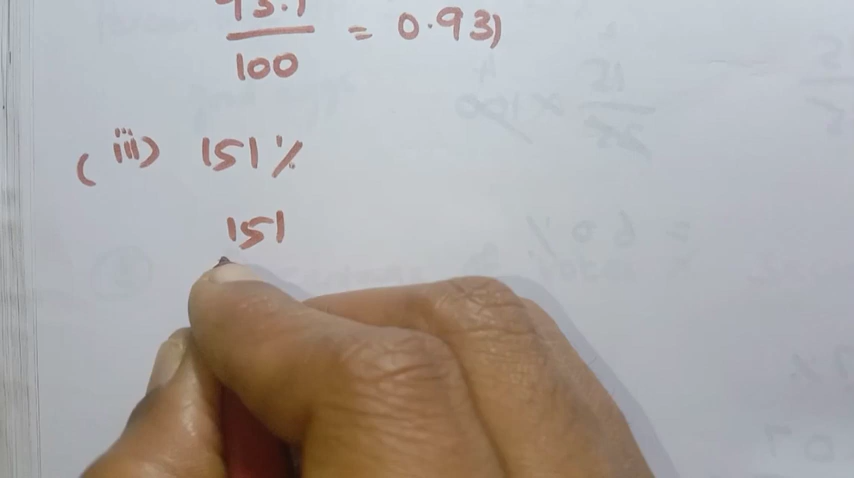 93.1
100 = 0.931
(iii) 151%
151